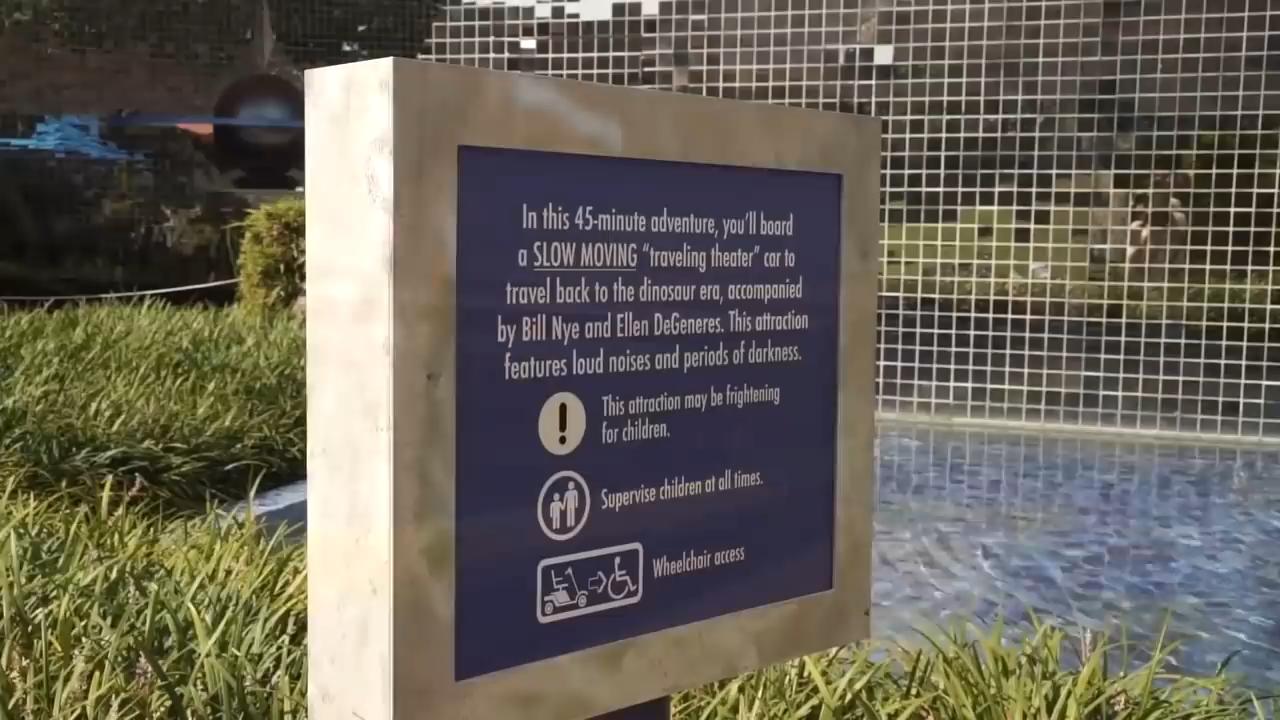 In this 45-minute adventure, you'll board
a SLOW MOVING "traveling theater" car to
travel back to the dinosaur era, accompanied
by Bill Nye and Ellen DeGeneres. This attraction
features loud noises and periods of darkness.
This attraction may be frightening
for children.
Supervise children at all times.
Wheelchair access